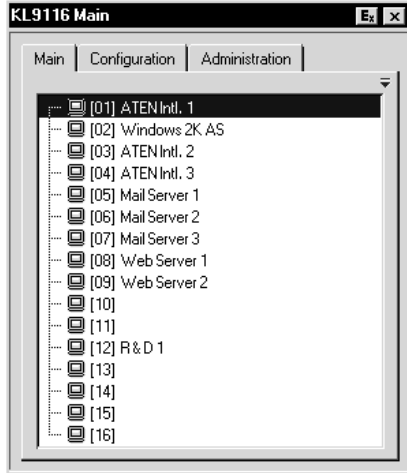 KL9116 Main Ex
Main Configuration Administration
[01] ATEN Intl. 1
[02] Windows 2K AS
[03] ATEN Intl. 2
[04] ATEN Intl. 3
[05] Mail Server 1
[06] Mail Server 2
[07] Mail Server 3
[08] Web Server 1
[09] Web Server 2
[10]
[11]
[12] R & D 1
[13]
[14]
[15]
[16]